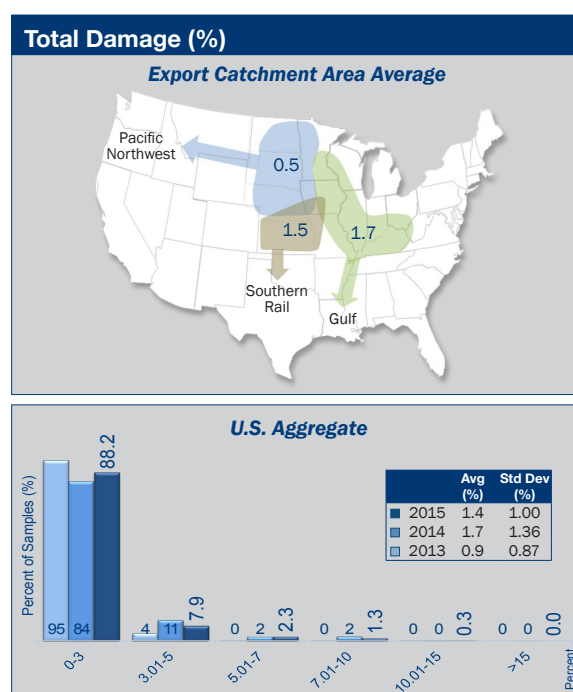 Total Damage (%)
Export Catchment Area Average
Pacific
Northwest
0.5
1.5
1.7
Southern
Rail
Gulf
U.S. Aggregate
Percent of Samples (%)
Avg
(%)
Std Dev
(%)
2015 1.4 1.00
2014 1.7 1.36
2013 0.9 0.87
95 84 88.2
4 11 7.9
0 2 2.3
0 2 1.3
0 0 0.3
0 0 0.0
0-3
3.01-5
5.01-7
7.01-10
10.01-15
>15
Percent